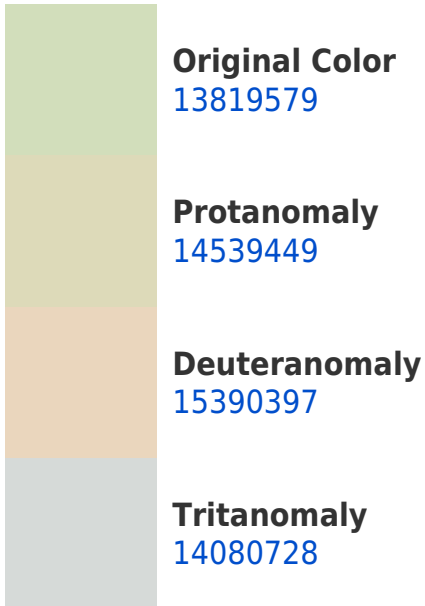 Original Color
13819579
Protanomaly
14539449
Deuteranomaly
15390397
Tritanomaly
14080728